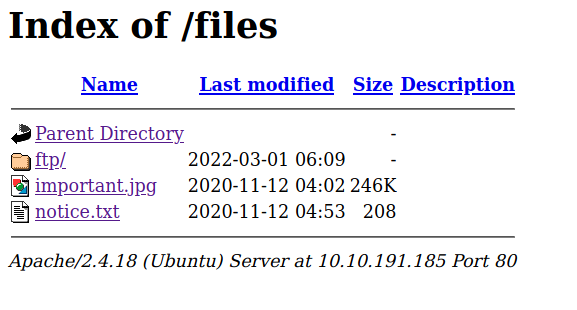 Index of /files
Name Last modified Size Description
Parent Directory -
ftp/ 2022-03-01 06:09 -
important.jpg 2020-11-12 04:02 246K
notice.txt 2020-11-12 04:53 208
Apache/2.4.18 (Ubuntu) Server at 10.10.191.185 Port 80